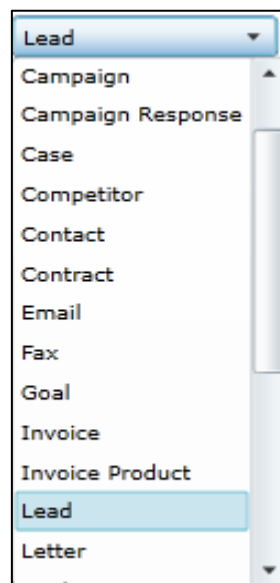 Lead
Campaign
Campaign Response
Case
Competitor
Contact
Contract
Email
Fax
Goal
Invoice
Invoice Product
Lead
Letter